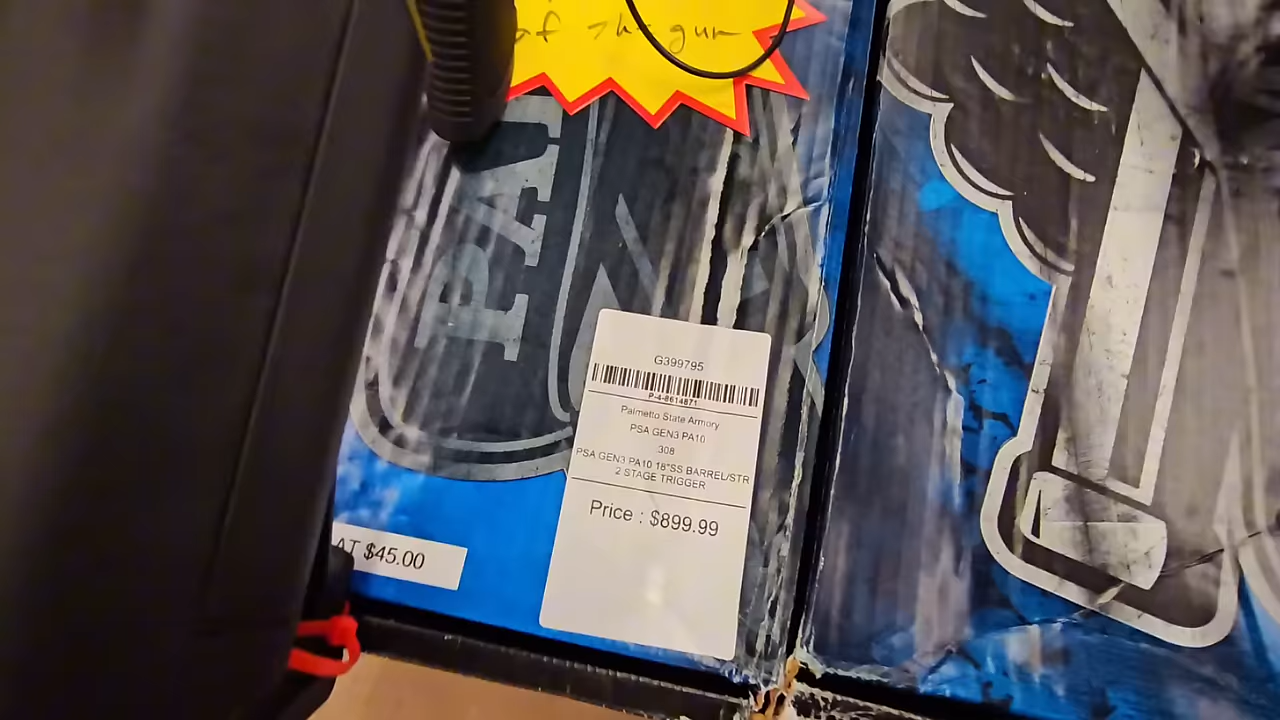 of the gun
PA
G399795
P-4-8614871
Palmetto State Armory
PSA GEN3 PA10
.308
PSA GEN3 PA10 18"SS BARREL/STR
2 STAGE TRIGGER
Price : $899.99
AT $45.00